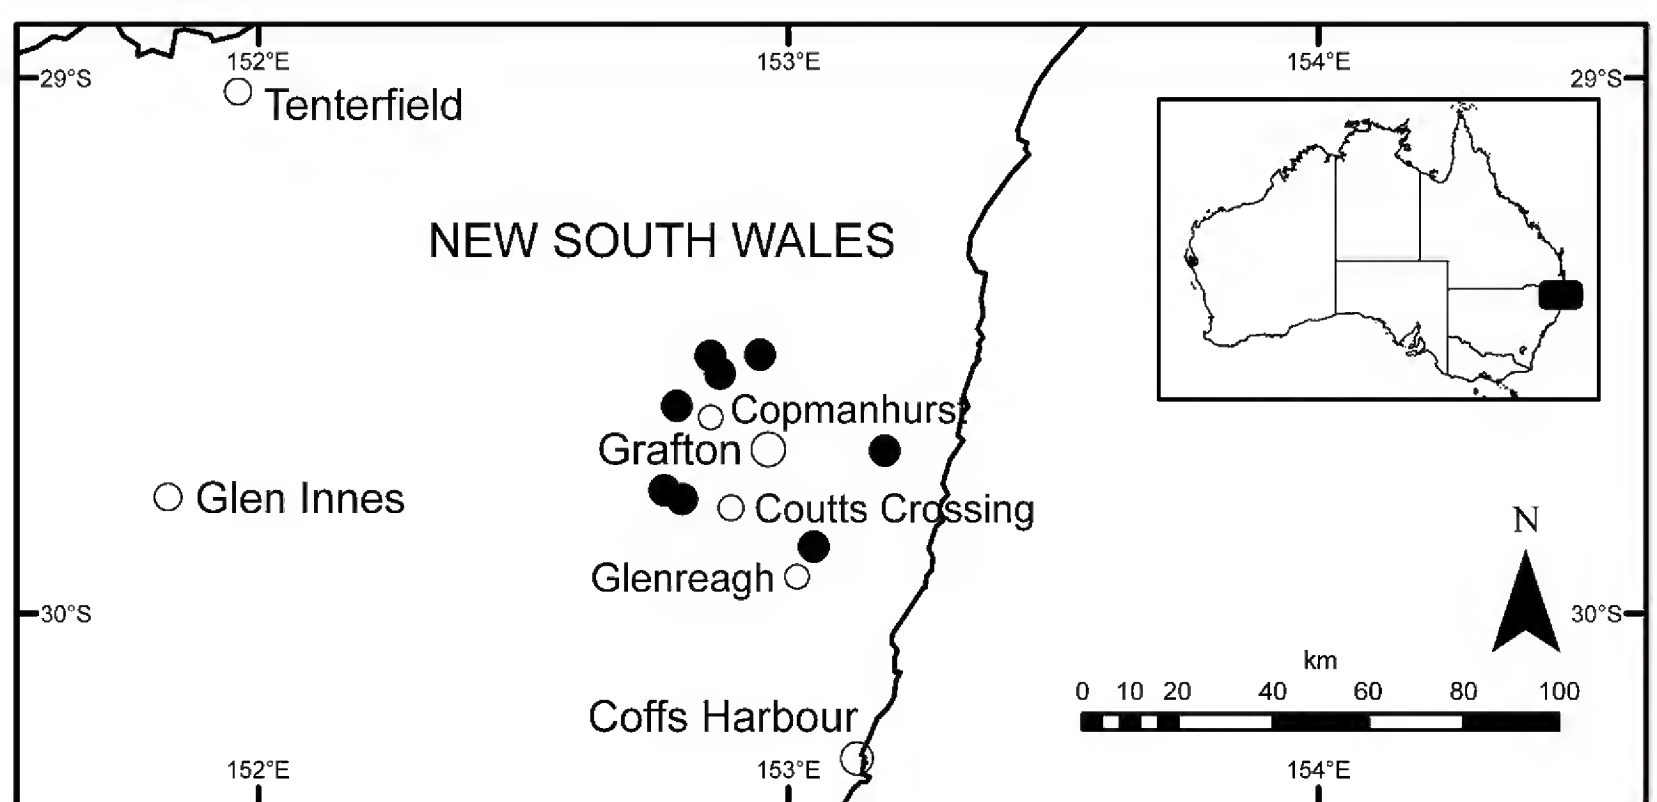 152°E
153°E
154°E
29°S
29°S
Tenterfield
NEW SOUTH WALES
Copmanhurst
Grafton
Glen Innes
Coutts Crossing
N
Glenreagh
30°S
30°S
km
0 10 20 40 60 80 100
Coffs Harbour
152°E
153°E
154°E